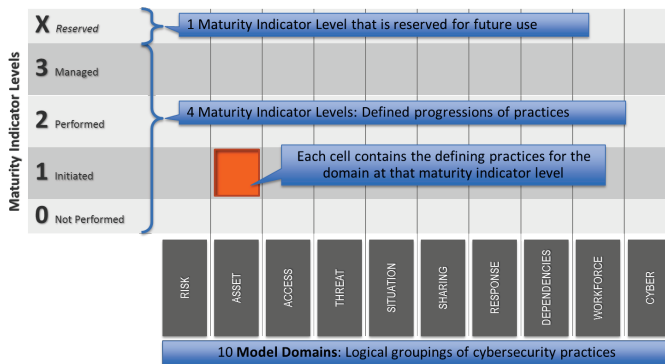 Maturity Indicator Levels
X Reserved
1 Maturity Indicator Level that is reserved for future use
3 Managed
2 Performed
4 Maturity Indicator Levels: Defined progressions of practices
1 Initiated
Each cell contains the defining practices for the
domain at that maturity indicator level
0 Not Performed
RISK
ASSET
ACCESS
THREAT
SITUATION
SHARING
RESPONSE
DEPENDENCIES
WORKFORCE
CYBER
10 Model Domains: Logical groupings of cybersecurity practices